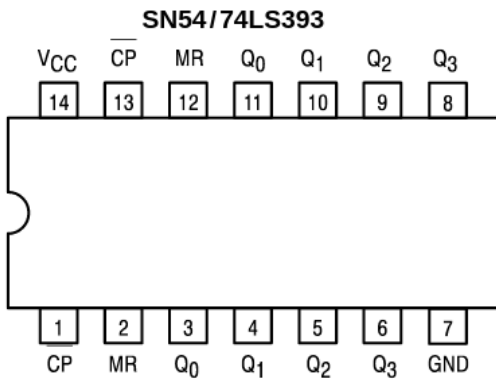 SN54/74LS393
VCC CP MR Q0 Q1 Q2 Q3
14 13 12 11 10 9 8
1 2 3 4 5 6 7
CP MR Q0 Q1 Q2 Q3 GND